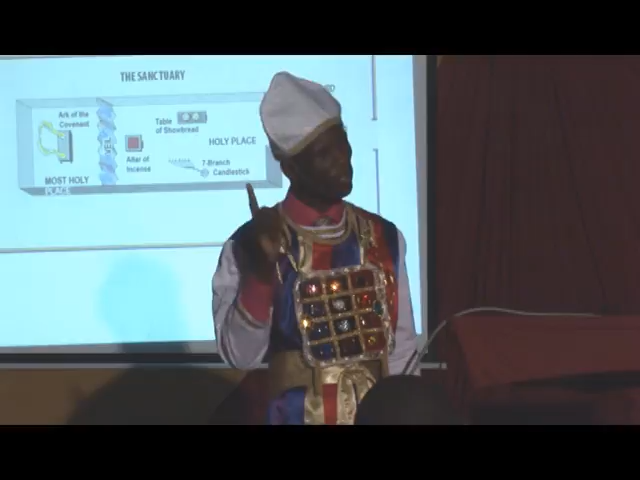 THE SANCTUARY
Ark of the
Covenant
VEIL
Table
of Showbread
HOLY PLACE
Altar of
Incense
7-Branch
Candlestick
MOST HOLY
PLACE